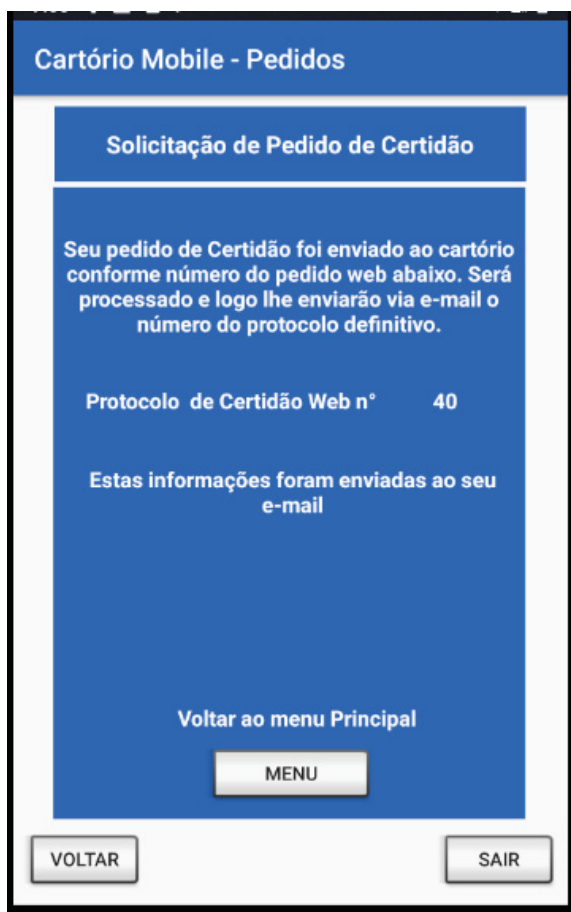 Cartório Mobile - Pedidos
Solicitação de Pedido de Certidão
Seu pedido de Certidão foi enviado ao cartório
conforme número do pedido web abaixo. Será
processado e logo lhe enviarão via e-mail o
número do protocolo definitivo.
Protocolo de Certidão Web n° 40
Estas informações foram enviadas ao seu
e-mail
Voltar ao menu Principal
MENU
VOLTAR SAIR